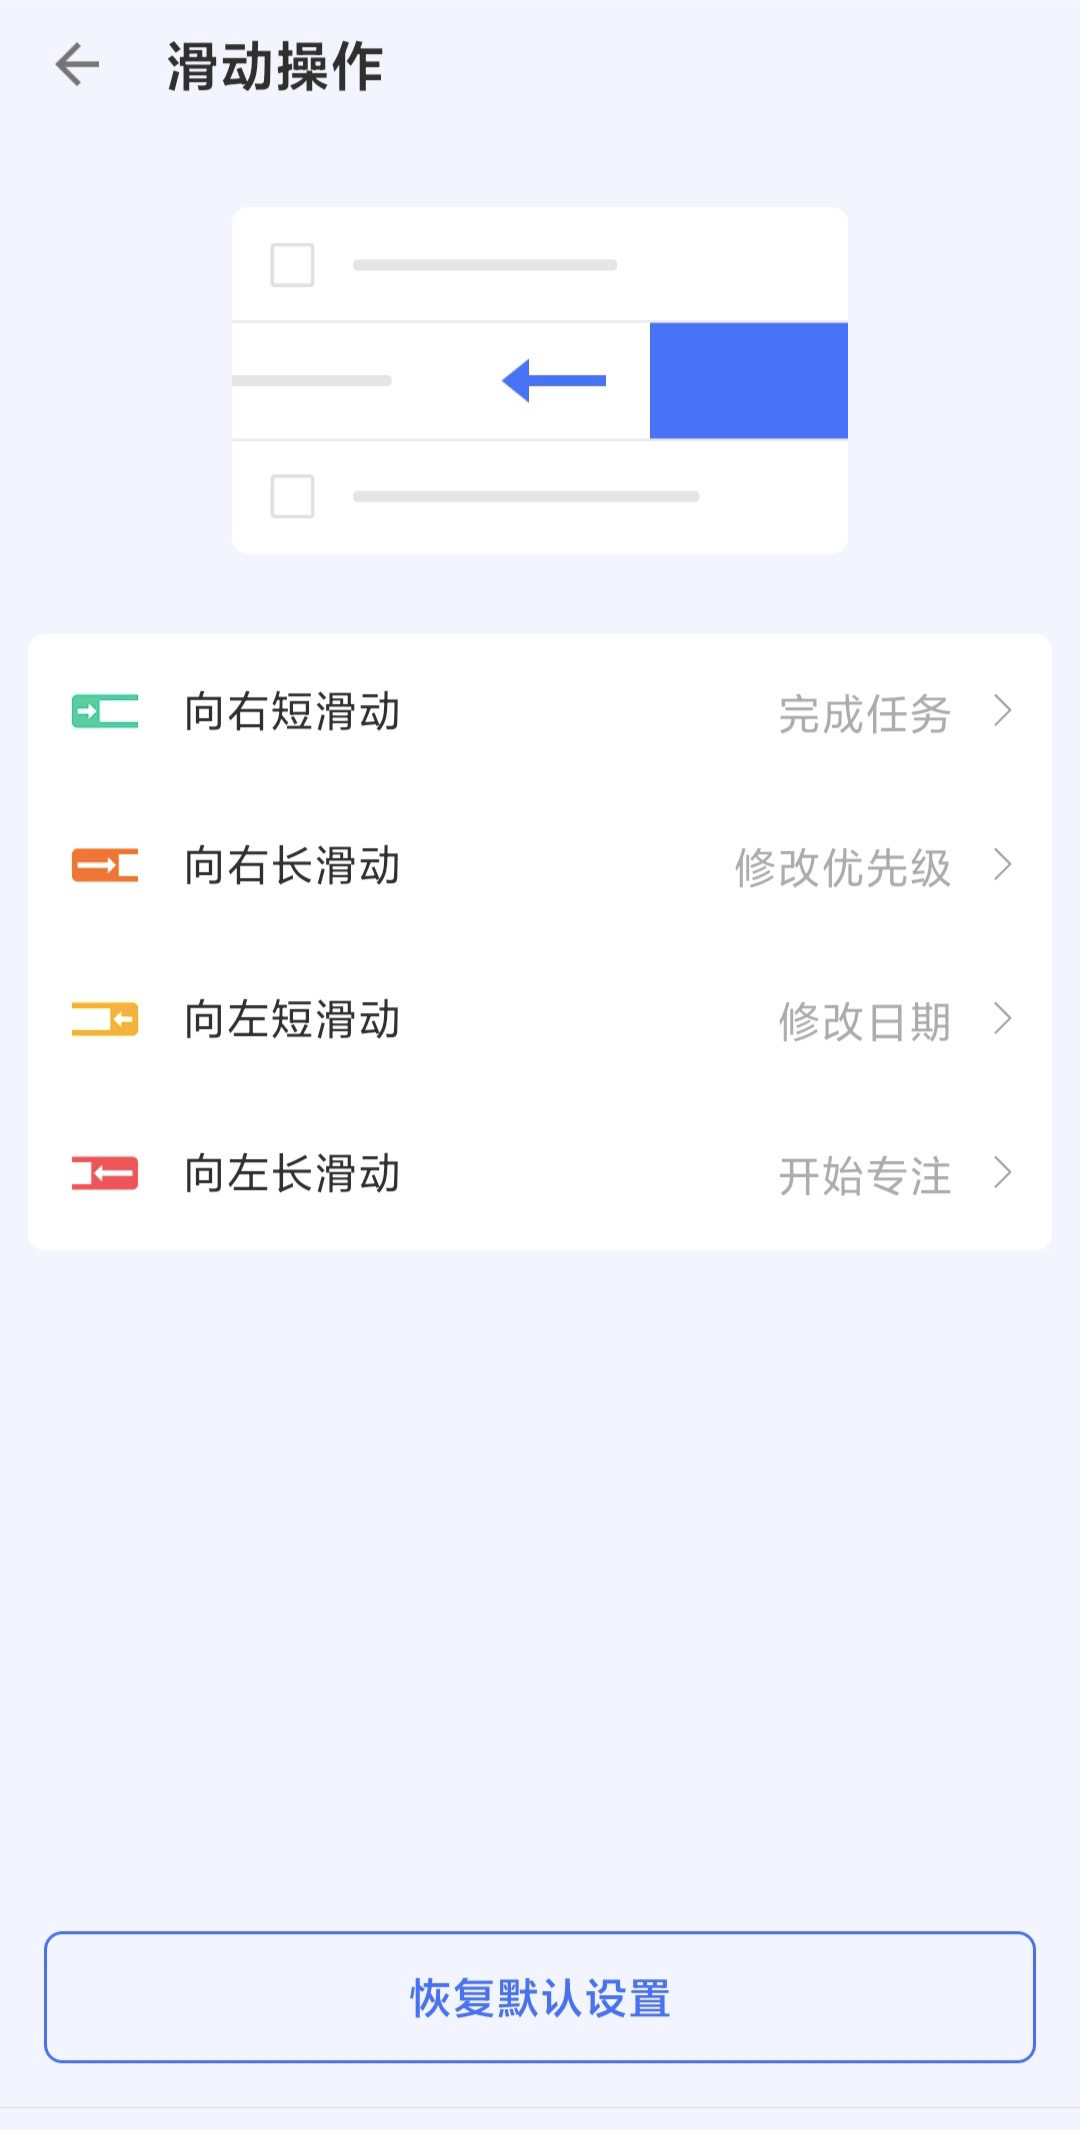 滑动操作
向右短滑动 完成任务
向右长滑动 修改优先级
向左短滑动 修改日期
向左长滑动 开始专注
恢复默认设置